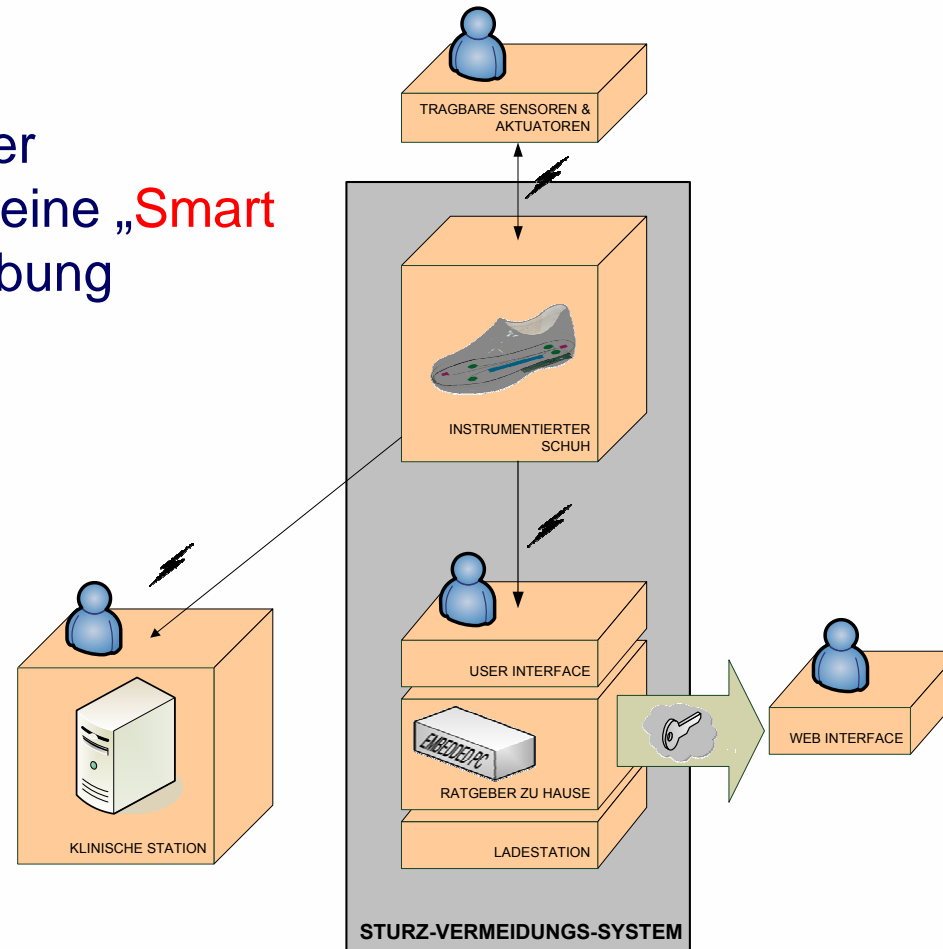 er
eine „Smart
bung
TRAGBARE SENSOREN &
AKTUATOREN
INSTRUMENTIERTER
SCHUH
USER INTERFACE
EMBEDDED PC
RATGEBER ZU HAUSE
WEB INTERFACE
KLINISCHE STATION
LADESTATION
STURZ-VERMEIDUNGS-SYSTEM